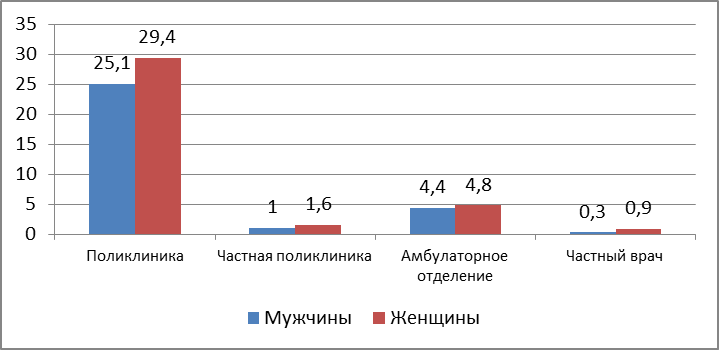 35
30
25
20
15
10
5
0
25,1
29,4
1
1,6
4,4
4,8
0,3
0,9
Поликлиника
Частная поликлиника
Амбулаторное
отделение
Частный врач
Мужчины
Женщины